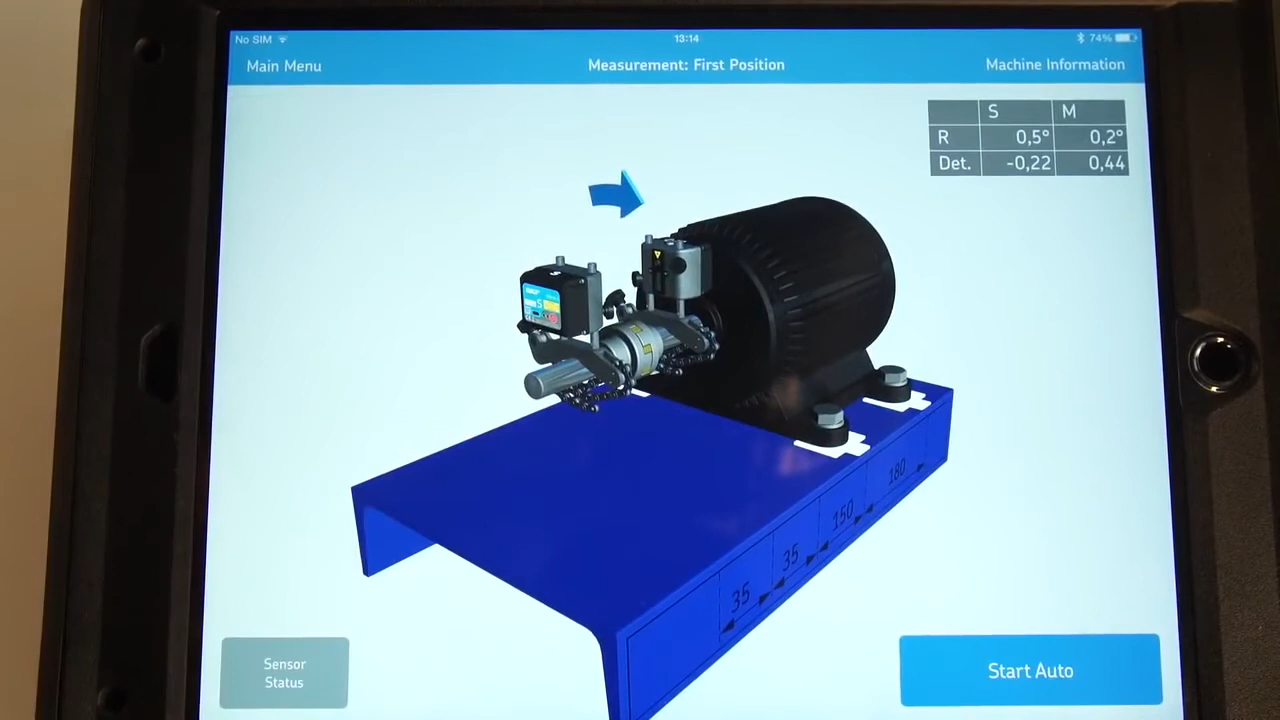 No SIM
13:14
74%
Main Menu
Measurement: First Position
Machine Information
S M
R 0,5° 0,2°
Det. -0,22 0,44
S
180
150
35
35
Sensor
Status
Start Auto